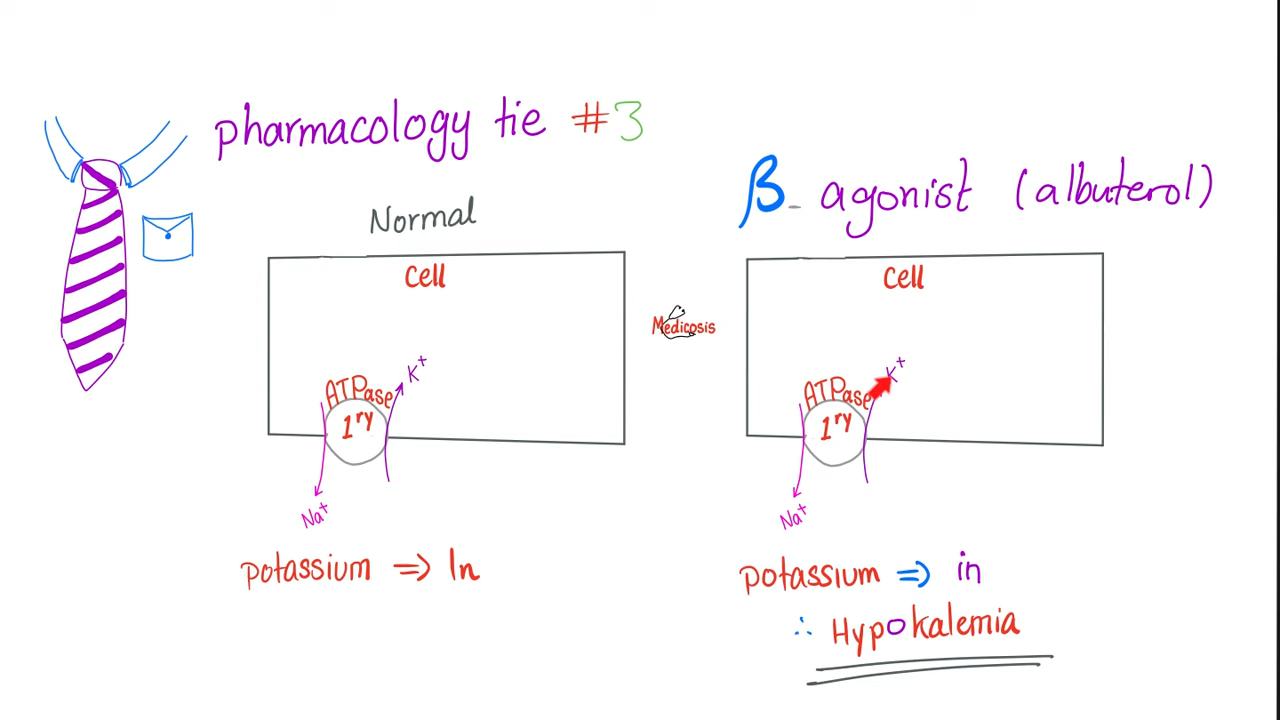 pharmacology tie #3
Normal
Cell
ATPase
1ry
K+
Na+
potassium ⇒ In
Medicosis
β- agonist (albuterol)
Cell
ATPase
1ry
K+
Na+
potassium ⇒ in
∴ Hypokalemia